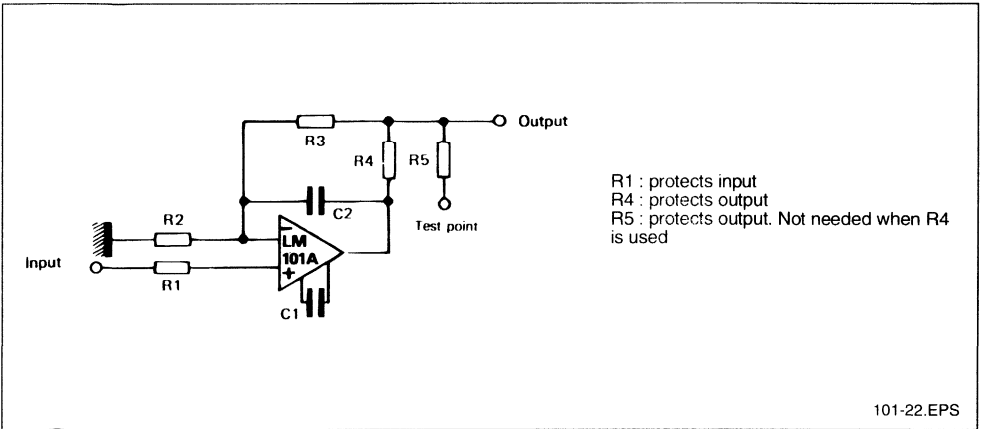 Output
R3
R4
R5
C2
Test point
R2
LM
101A
Input
R1
C1
R1 : protects input
R4 : protects output
R5 : protects output. Not needed when R4
is used
101-22.EPS